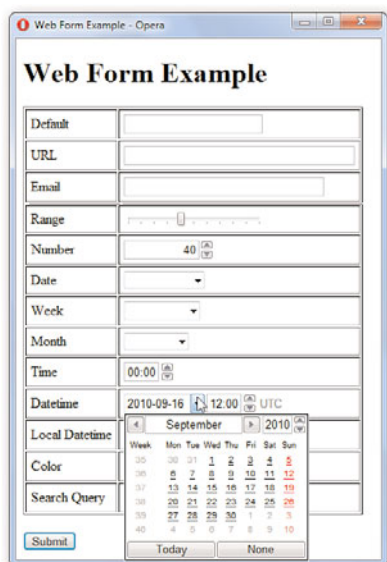 Web Form Example - Opera
Web Form Example
Default
URL
Email
Range
Number 40
Date
Week
Month
Time 00:00
Datetime 2010-09-16 12:00 UTC
September 2010
Local Datetime
Week Mon Tue Wed Thu Fri Sat Sun
35 30 31 1 2 3 4 5
Color
36 6 7 8 9 10 11 12
37 13 14 15 16 17 18 19
Search Query
38 20 21 22 23 24 25 26
39 27 28 29 30 1 2 3
40 4 5 6 7 8 9 10
Submit
Today None